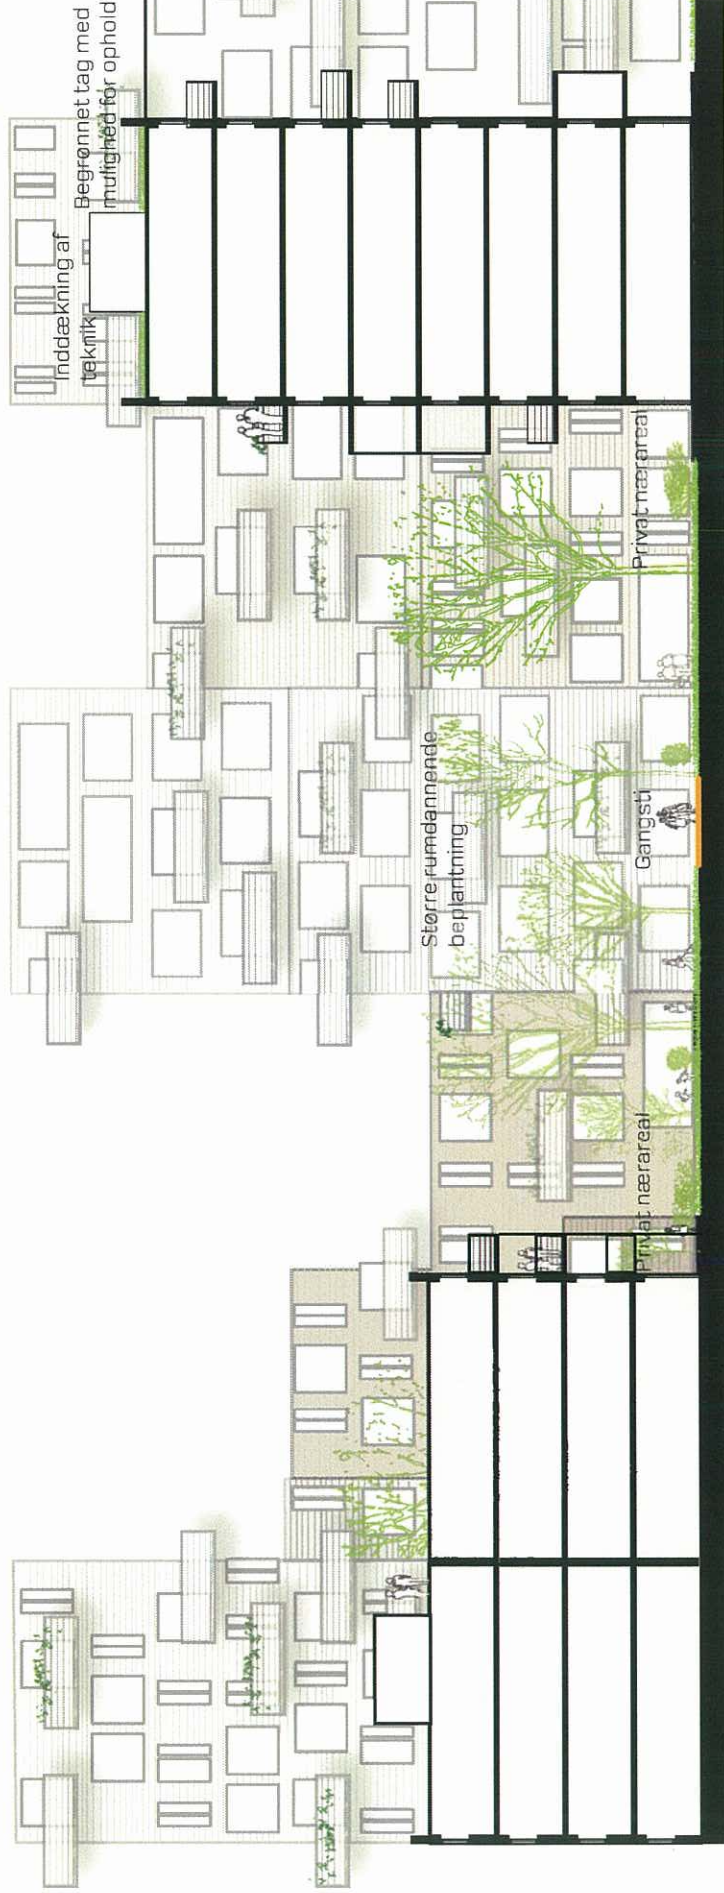 Begrønnet tag med
mulighed for ophold
Inddækning af
teknik
Privat nærareal
Større rumdannende
beplantning
Gangsti
Privat nærareal